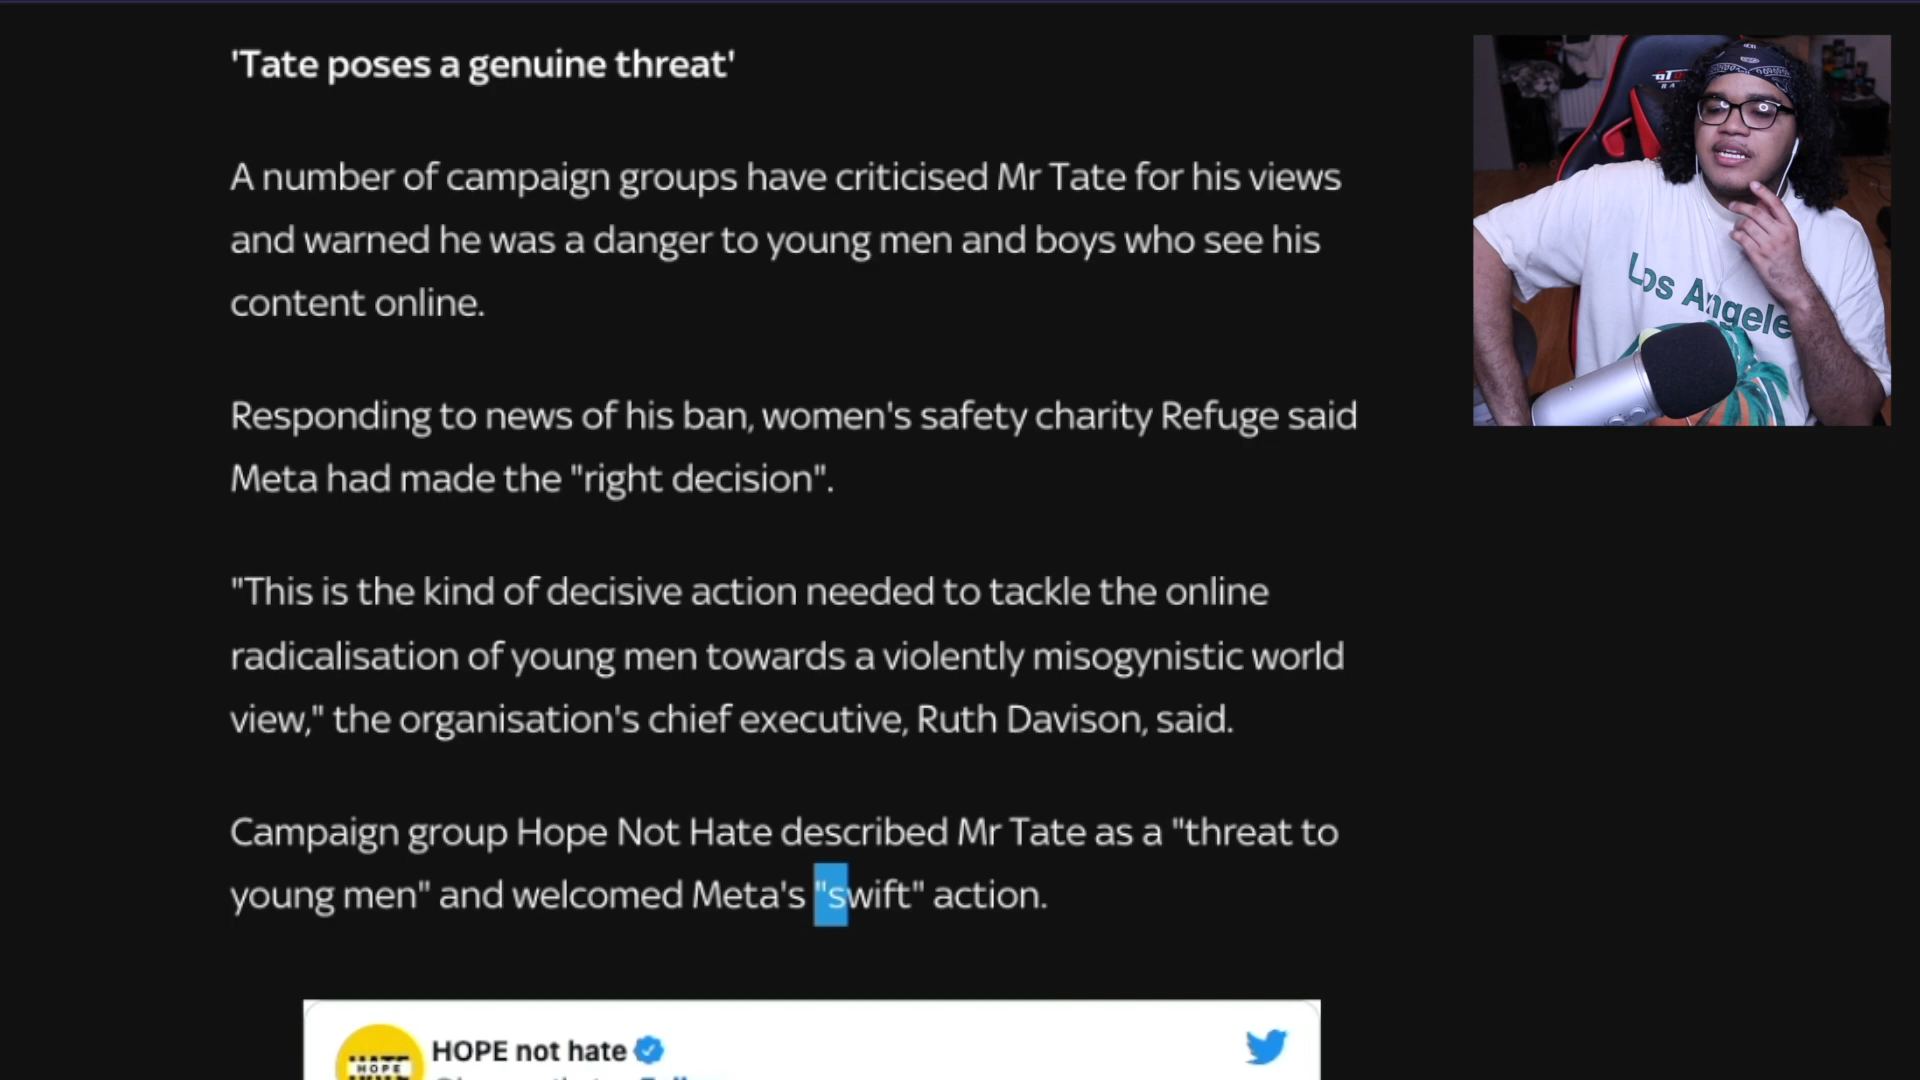 'Tate poses a genuine threat'
A number of campaign groups have criticised Mr Tate for his views
and warned he was a danger to young men and boys who see his
content online.
Responding to news of his ban, women's safety charity Refuge said
Meta had made the "right decision".
"This is the kind of decisive action needed to tackle the online
radicalisation of young men towards a violently misogynistic world
view," the organisation's chief executive, Ruth Davison, said.
Campaign group Hope Not Hate described Mr Tate as a "threat to
young men" and welcomed Meta's "swift" action.
HOPE not hate
HOPE
Los Angele